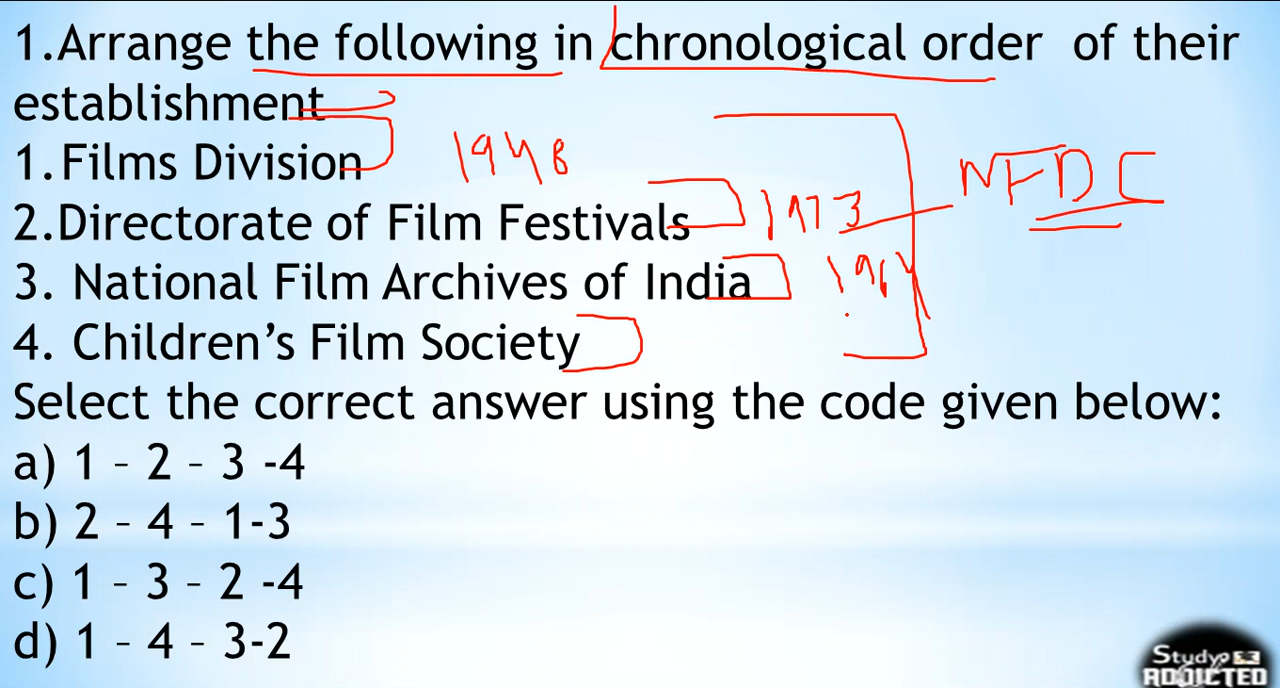 1.Arrange the following in chronological order of their
establishment
1.Films Division 1948
2.Directorate of Film Festivals 1973 NFDC
3. National Film Archives of India 1964
4. Children's Film Society
Select the correct answer using the code given below:
a) 1 – 2 – 3 -4
b) 2 – 4 – 1-3
c) 1 – 3 – 2 -4
d) 1 – 4 – 3-2
Study
ADDICTED